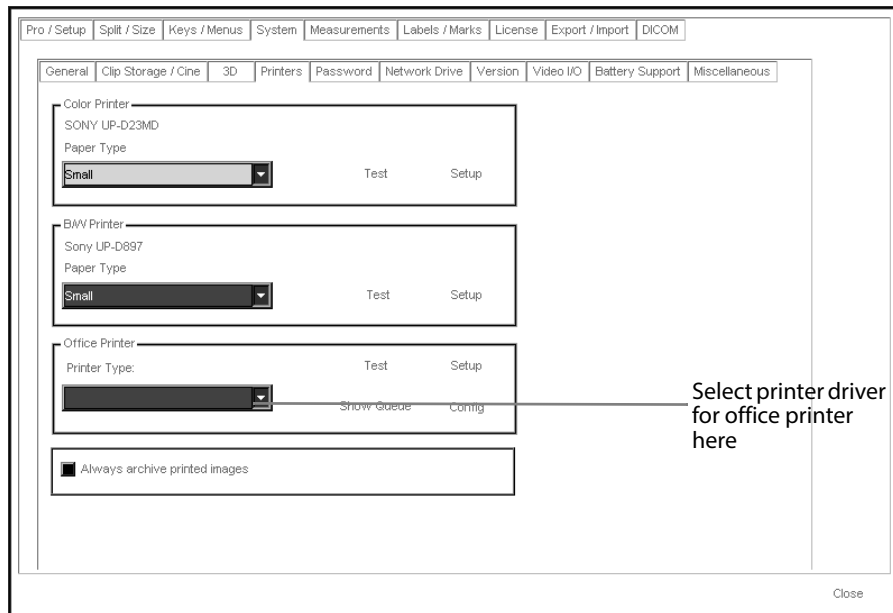 Pro / Setup Split / Size Keys / Menus System Measurements Labels / Marks License Export / Import DICOM
General Clip Storage / Cine 3D Printers Password Network Drive Version Video I/O Battery Support Miscellaneous
Color Printer
SONY UP-D23MD
Paper Type
Small Test Setup
B/W Printer
Sony UP-D897
Paper Type
Small Test Setup
Office Printer
Printer Type: Test Setup
Show Queue Config
Select printer driver
for office printer
here
Always archive printed images
Close